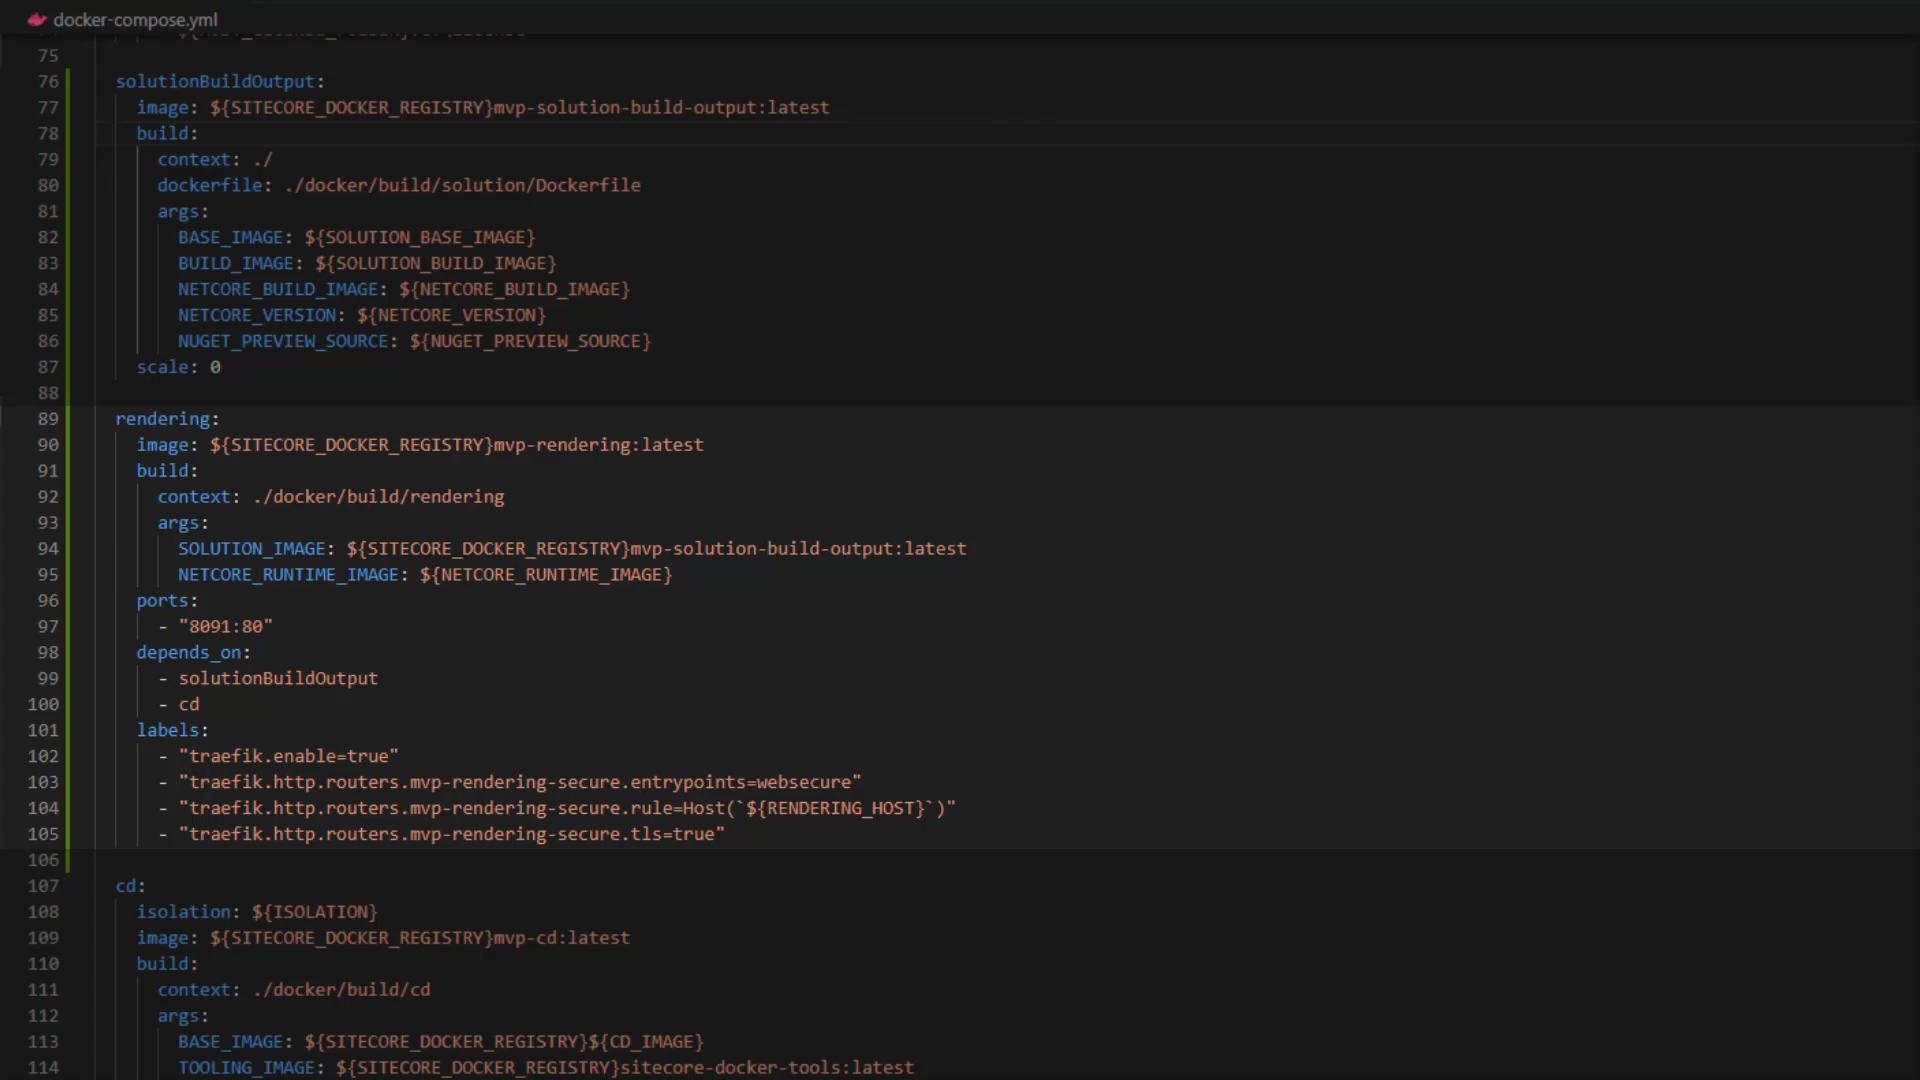 docker-compose.yml
75
76 solutionBuildOutput:
77 image: ${SITECORE_DOCKER_REGISTRY}mvp-solution-build-output:latest
78 build:
79 context: ./
80 dockerfile: ./docker/build/solution/Dockerfile
81 args:
82 BASE_IMAGE: ${SOLUTION_BASE_IMAGE}
83 BUILD_IMAGE: ${SOLUTION_BUILD_IMAGE}
84 NETCORE_BUILD_IMAGE: ${NETCORE_BUILD_IMAGE}
85 NETCORE_VERSION: ${NETCORE_VERSION}
86 NUGET_PREVIEW_SOURCE: ${NUGET_PREVIEW_SOURCE}
87 scale: 0
88
89 rendering:
90 image: ${SITECORE_DOCKER_REGISTRY}mvp-rendering:latest
91 build:
92 context: ./docker/build/rendering
93 args:
94 SOLUTION_IMAGE: ${SITECORE_DOCKER_REGISTRY}mvp-solution-build-output:latest
95 NETCORE_RUNTIME_IMAGE: ${NETCORE_RUNTIME_IMAGE}
96 ports:
97 - "8091:80"
98 depends_on:
99 - solutionBuildOutput
100 - cd
101 labels:
102 - "traefik.enable=true"
103 - "traefik.http.routers.mvp-rendering-secure.entrypoints=websecure"
104 - "traefik.http.routers.mvp-rendering-secure.rule=Host(`${RENDERING_HOST}`)"
105 - "traefik.http.routers.mvp-rendering-secure.tls=true"
106
107 cd:
108 isolation: ${ISOLATION}
109 image: ${SITECORE_DOCKER_REGISTRY}mvp-cd:latest
110 build:
111 context: ./docker/build/cd
112 args:
113 BASE_IMAGE: ${SITECORE_DOCKER_REGISTRY}${CD_IMAGE}
114 TOOLING_IMAGE: ${SITECORE_DOCKER_REGISTRY}sitecore-docker-tools:latest